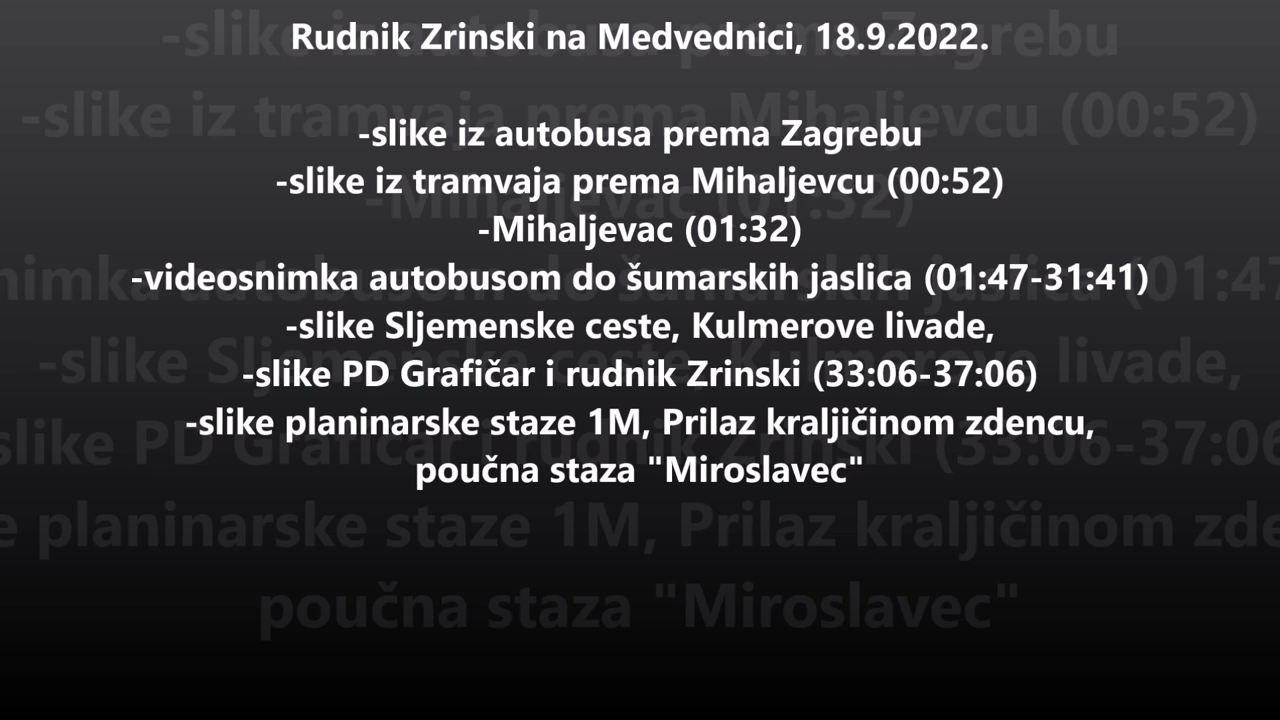 Rudnik Zrinski na Medvednici, 18.9.2022.
-slike iz autobusa prema Zagrebu
-slike iz tramvaja prema Mihaljevcu (00:52)
-Mihaljevac (01:32)
-videosnimka autobusom do šumarskih jaslica (01:47-31:41)
-slike Sljemenske ceste, Kulmerove livade,
-slike PD Grafičar i rudnik Zrinski (33:06-37:06)
-slike planinarske staze 1M, Prilaz kraljičinom zdencu,
poučna staza "Miroslavec"